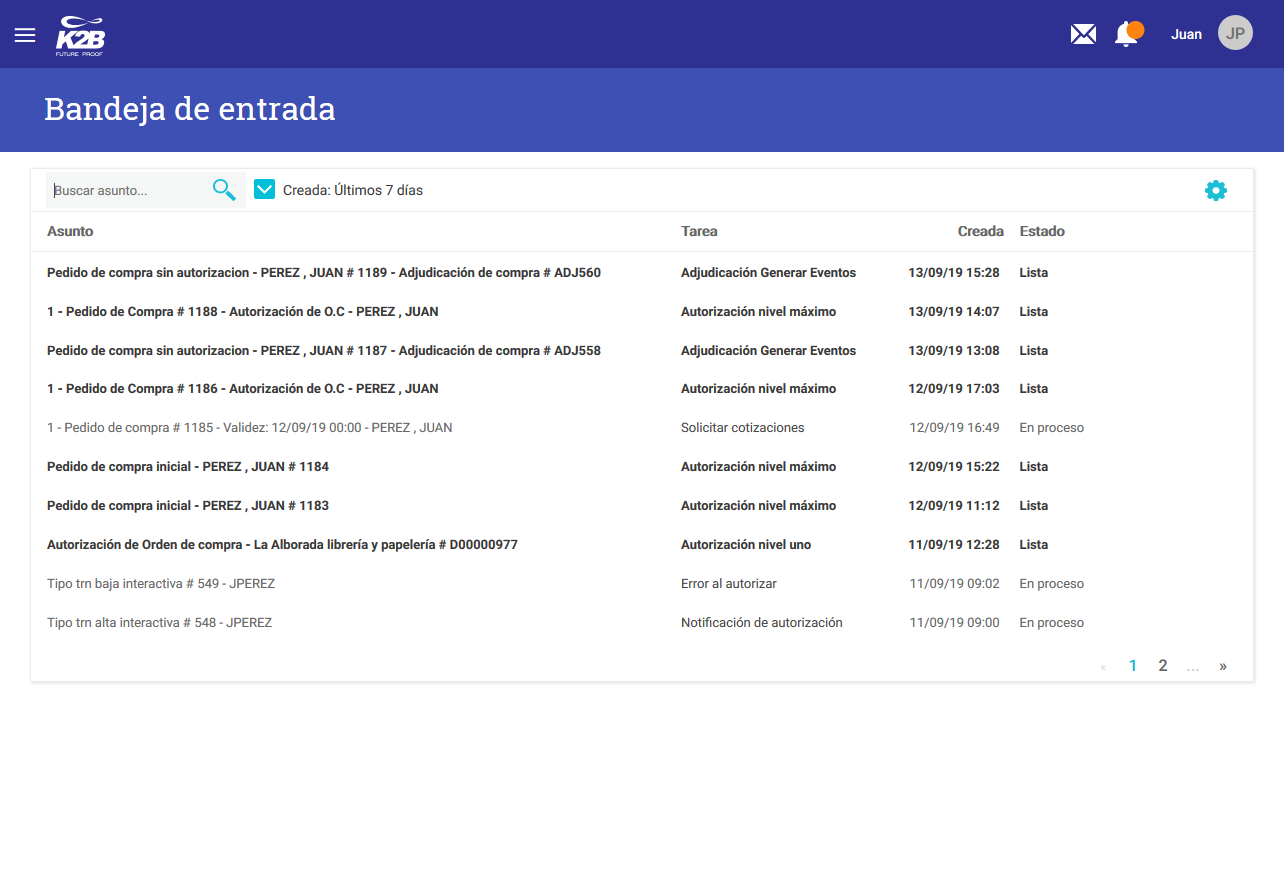 K2B
FUTURE PROOF
Juan JP
Bandeja de entrada
Buscar asunto... Creada: Últimos 7 días
Asunto Tarea Creada Estado
Pedido de compra sin autorizacion - PEREZ , JUAN # 1189 - Adjudicación de compra # ADJ560 Adjudicación Generar Eventos 13/09/19 15:28 Lista
1 - Pedido de Compra # 1188 - Autorización de O.C - PEREZ , JUAN Autorización nivel máximo 13/09/19 14:07 Lista
Pedido de compra sin autorizacion - PEREZ , JUAN # 1187 - Adjudicación de compra # ADJ558 Adjudicación Generar Eventos 13/09/19 13:08 Lista
1 - Pedido de Compra # 1186 - Autorización de O.C - PEREZ , JUAN Autorización nivel máximo 12/09/19 17:03 Lista
1 - Pedido de compra # 1185 - Validez: 12/09/19 00:00 - PEREZ , JUAN Solicitar cotizaciones 12/09/19 16:49 En proceso
Pedido de compra inicial - PEREZ , JUAN # 1184 Autorización nivel máximo 12/09/19 15:22 Lista
Pedido de compra inicial - PEREZ , JUAN # 1183 Autorización nivel máximo 12/09/19 11:12 Lista
Autorización de Orden de compra - La Alborada librería y papelería # D00000977 Autorización nivel uno 11/09/19 12:28 Lista
Tipo trn baja interactiva # 549 - JPEREZ Error al autorizar 11/09/19 09:02 En proceso
Tipo trn alta interactiva # 548 - JPEREZ Notificación de autorización 11/09/19 09:00 En proceso
« 1 2 ... »